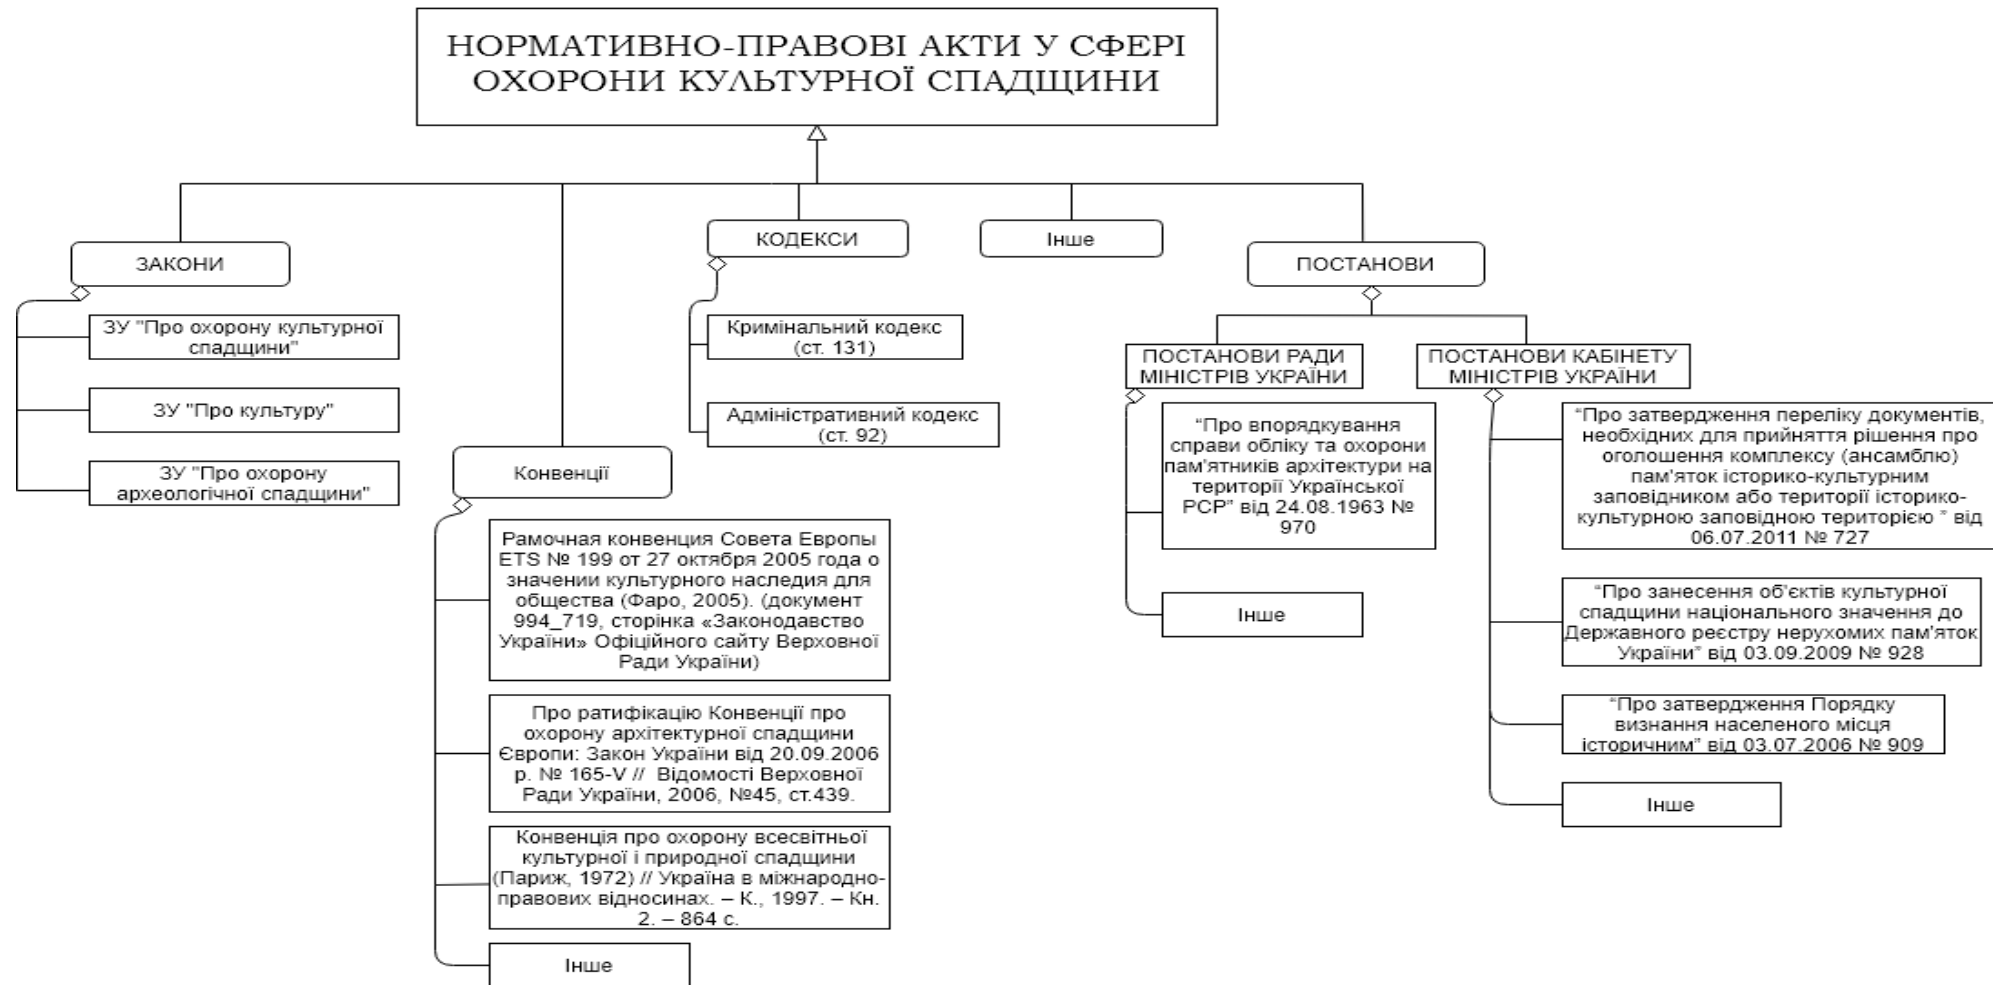 НОРМАТИВНО-ПРАВОВІ АКТИ У СФЕРІ
ОХОРОНИ КУЛЬТУРНОЇ СПАДЩИНИ
ЗАКОНИ
ЗУ "Про охорону культурної
спадщини"
ЗУ "Про культуру"
ЗУ "Про охорону
археологічної спадщини"
Конвенції
Рамочная конвенция Совета Европы
ETS № 199 от 27 октября 2005 года о
значении культурного наследия для
общества (Фаро, 2005). (документ
994_719, сторінка «Законодавство
України» Офіційного сайту Верховної
Ради України)
Про ратифікацію Конвенції про
охорону архітектурної спадщини
Європи: Закон України від 20.09.2006
р. № 165-V // Відомості Верховної
Ради України, 2006, №45, ст.439.
Конвенція про охорону всесвітньої
культурної і природної спадщини
(Париж, 1972) // Україна в міжнародно-
правових відносинах. – К., 1997. – Кн.
2. – 864 с.
Інше
КОДЕКСИ
Кримінальний кодекс
(ст. 131)
Адміністративний кодекс
(ст. 92)
Інше
ПОСТАНОВИ
ПОСТАНОВИ РАДИ
МІНІСТРІВ УКРАЇНИ
“Про впорядкування
справи обліку та охорони
пам'ятників архітектури на
території Української
РСР” від 24.08.1963 №
970
Інше
ПОСТАНОВИ КАБІНЕТУ
МІНІСТРІВ УКРАЇНИ
“Про затвердження переліку документів,
необхідних для прийняття рішення про
оголошення комплексу (ансамблю)
пам'яток історико-культурним
заповідником або території історико-
культурною заповідною територією ” від
06.07.2011 № 727
“Про занесення об'єктів культурної
спадщини національного значення до
Державного реєстру нерухомих пам'яток
України” від 03.09.2009 № 928
“Про затвердження Порядку
визнання населеного місця
історичним” від 03.07.2006 № 909
Інше